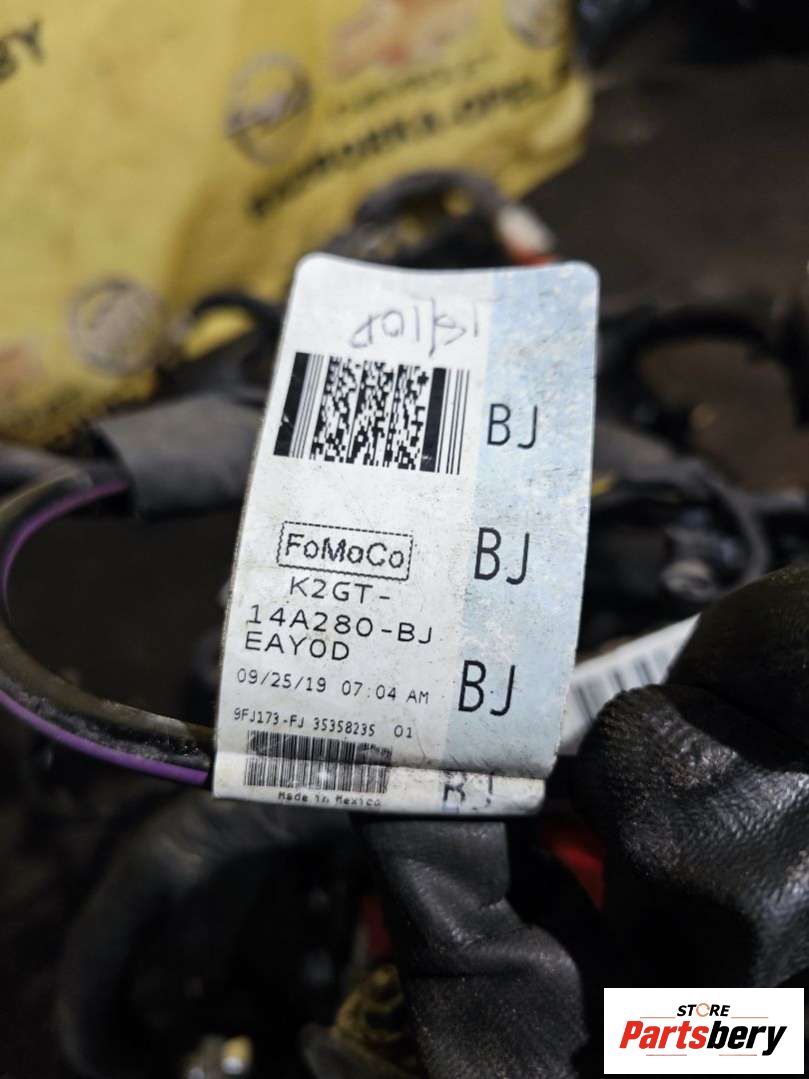 BJ
FoMoCo
BJ
K2GT-
14A280-BJ
EAY0D
09/25/19 07:04 AM
BJ
9FJ173-FJ 35358235 01
BJ
Made in Mexico
STORE
Partsbery